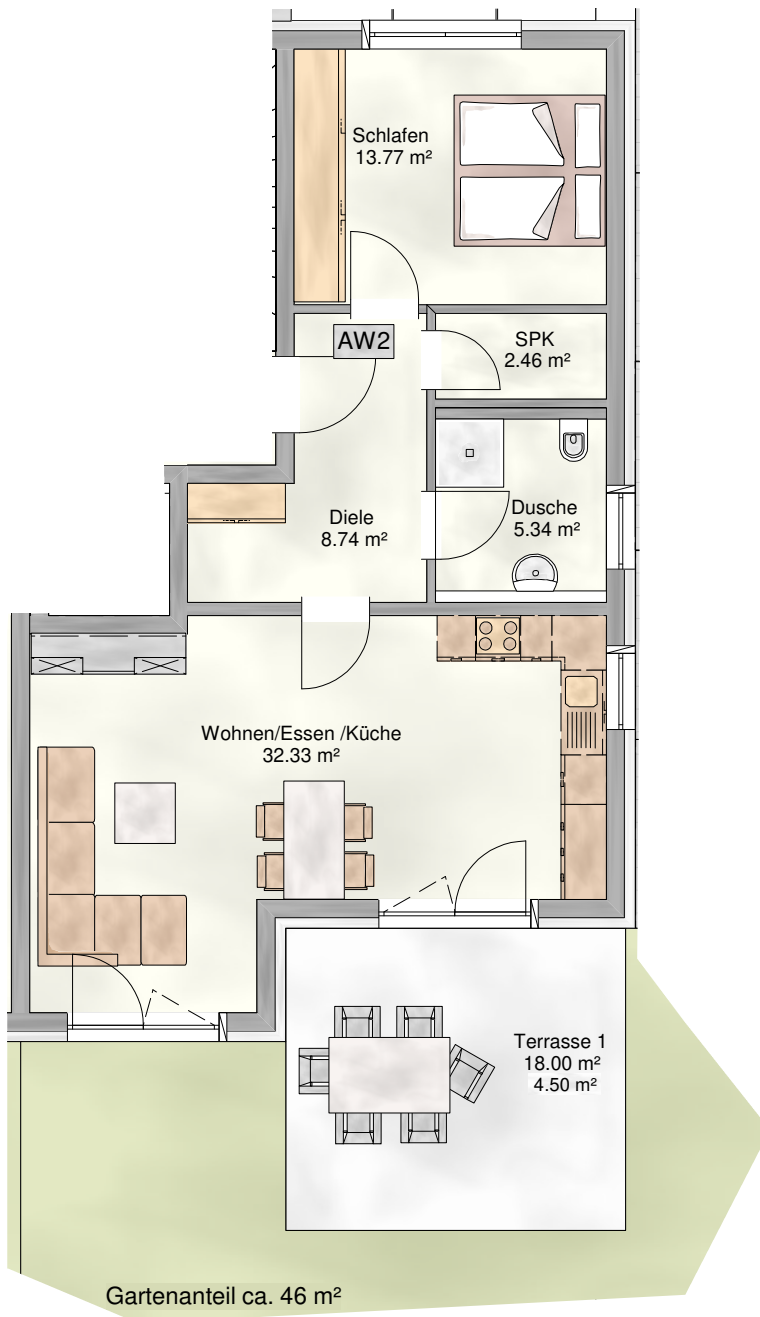 Schlafen
13.77 m²
AW2
SPK
2.46 m²
Diele
8.74 m²
Dusche
5.34 m²
Wohnen/Essen /Küche
32.33 m²
Terrasse 1
18.00 m²
4.50 m²
Gartenanteil ca. 46 m²